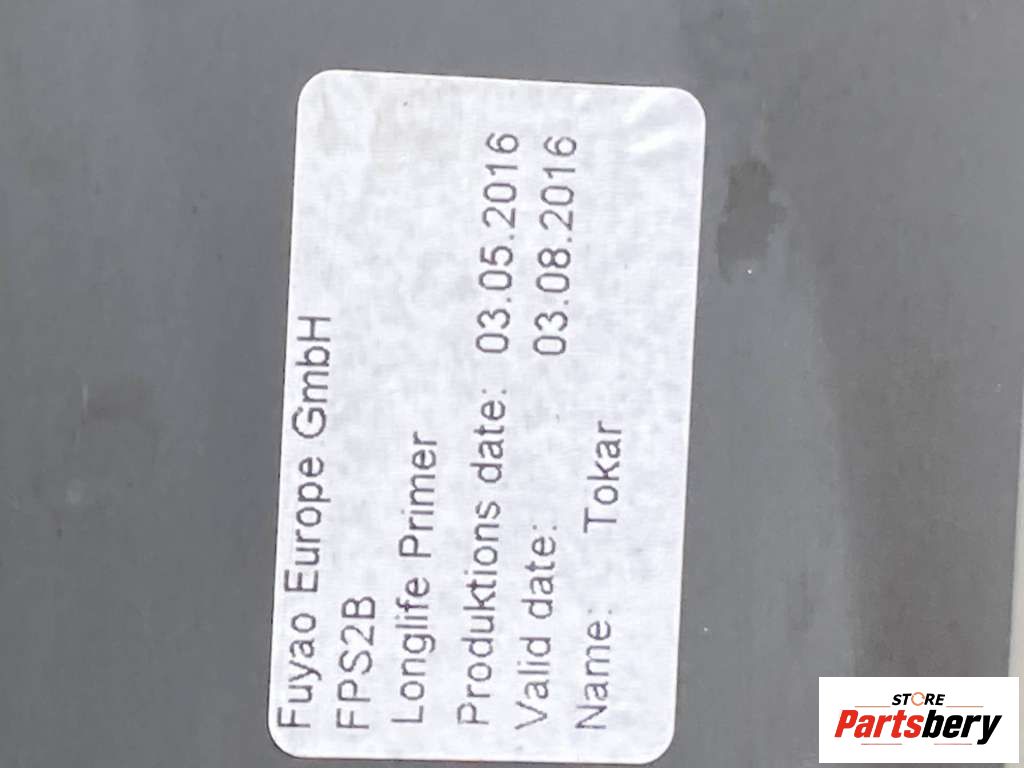 Fuyao Europe GmbH
FPS2B
Longlife Primer
Produktions date: 03.05.2016
Valid date: 03.08.2016
Name: Tokar
STORE
Partsbery